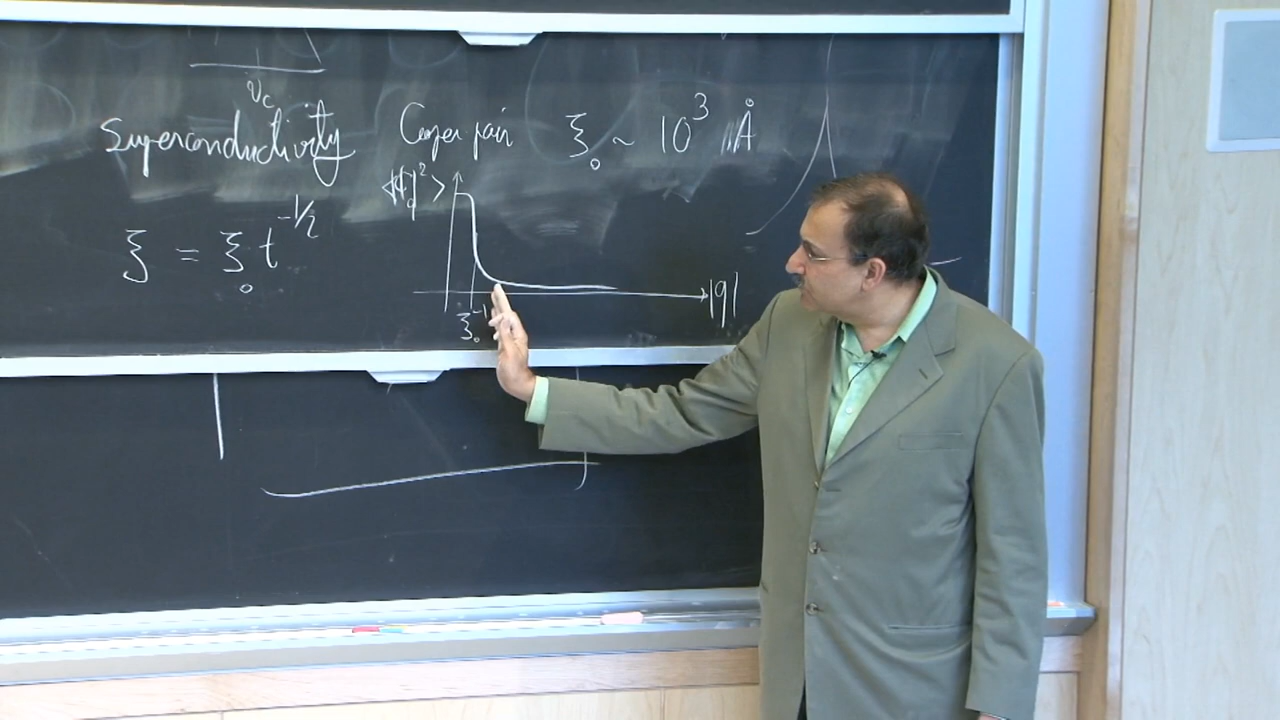 v_c
Superconductivity Cooper pair ξ₀ ~ 10³ Å
<|φ_q|²>
ξ = ξ₀ t^{-1/2}
|q|
ξ₀⁻¹